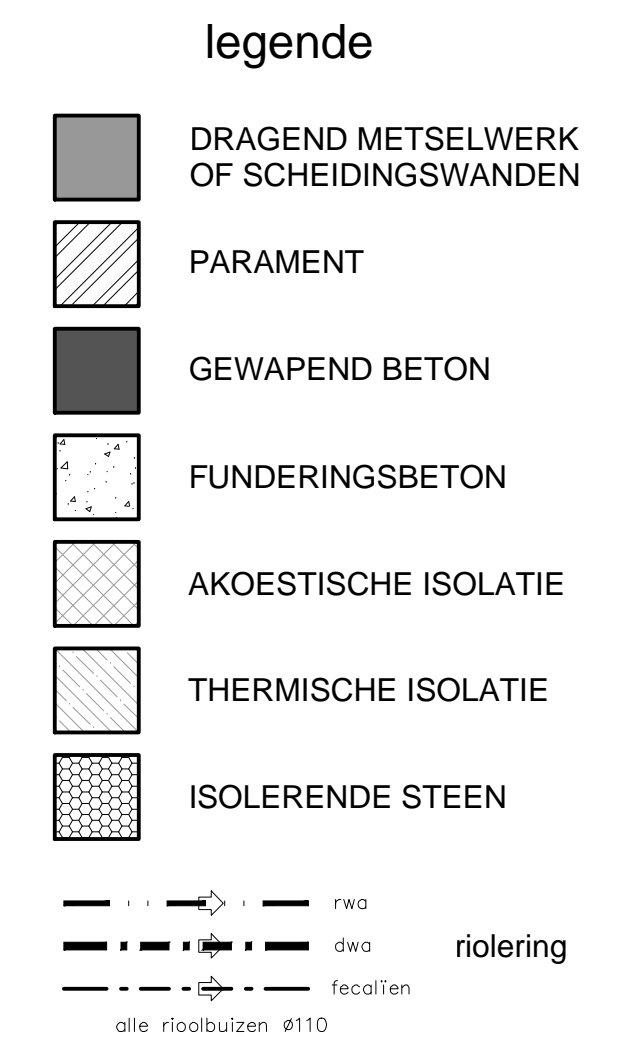 legende
DRAGEND METSELWERK
OF SCHEIDINGSWANDEN
PARAMENT
GEWAPEND BETON
FUNDERINGSBETON
AKOESTISCHE ISOLATIE
THERMISCHE ISOLATIE
ISOLERENDE STEEN
rwa
dwa
riolering
fecalïen
alle rioolbuizen ø110